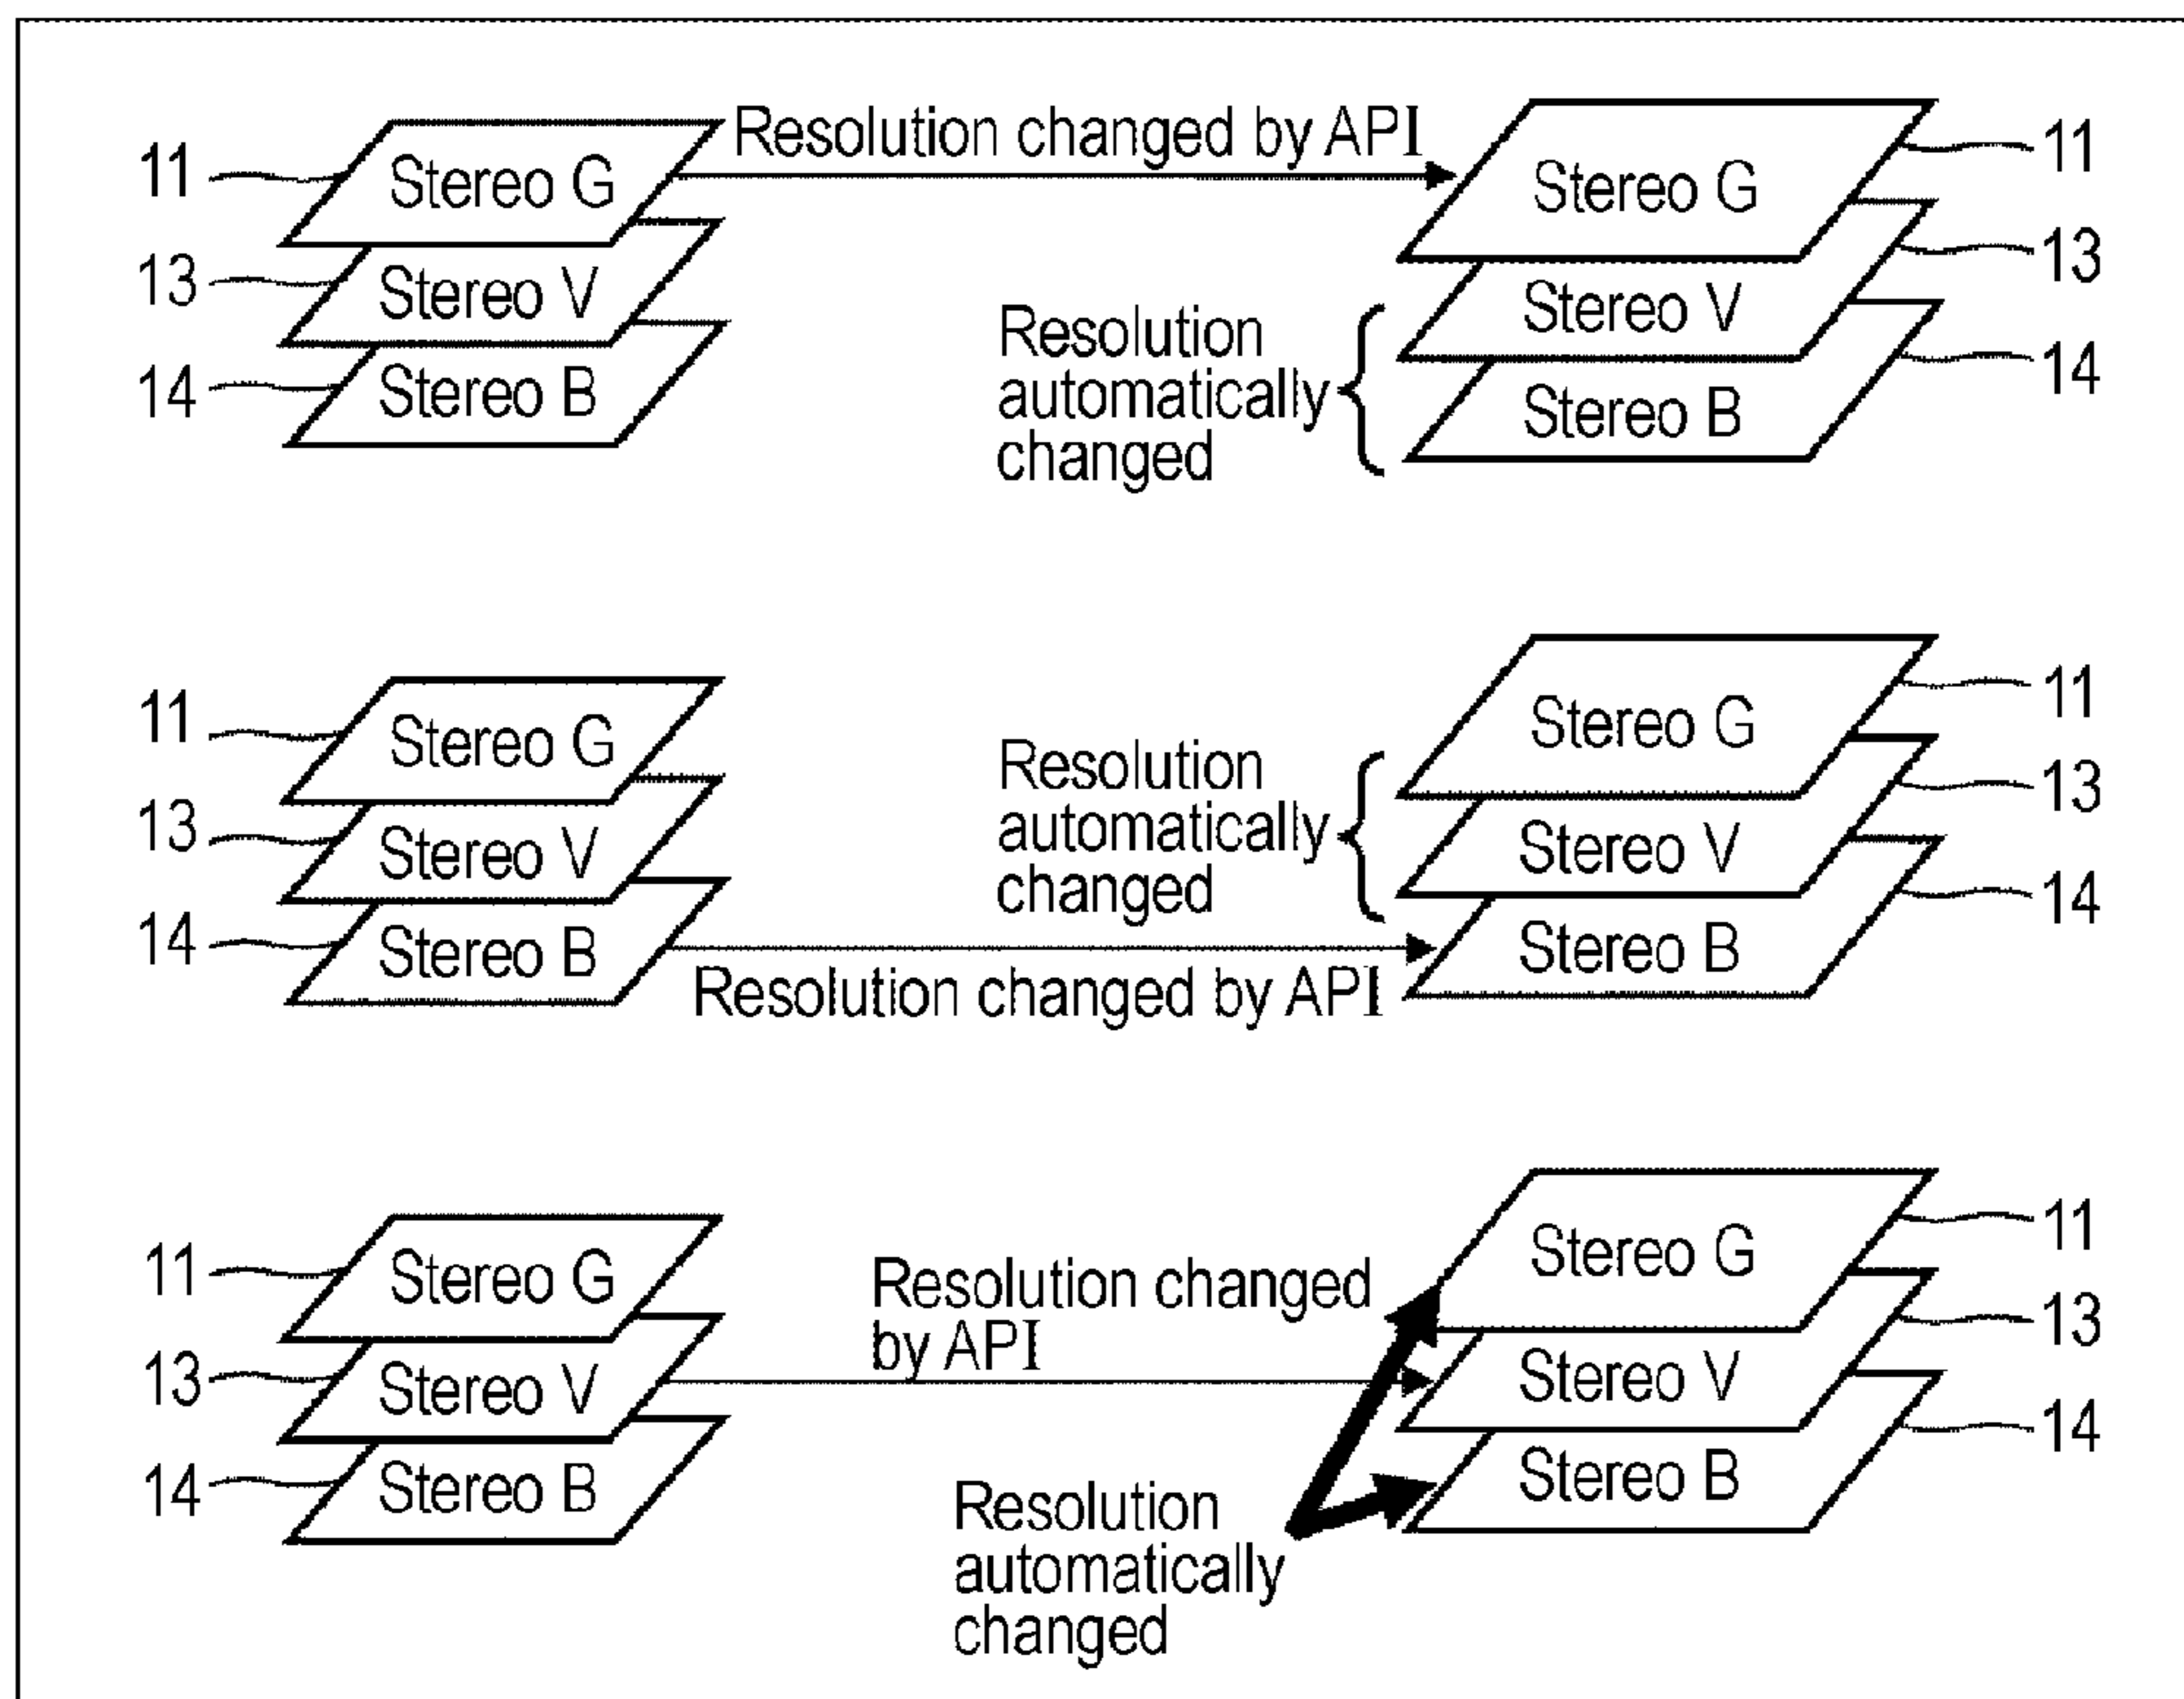 Resolution changed by API
11 Stereo G
13 Stereo V
14 Stereo B
Stereo G 11
Stereo V 13
Stereo B 14
Resolution
automatically
changed
11 Stereo G
13 Stereo V
14 Stereo B
Resolution
automatically
changed
Stereo G 11
Stereo V 13
Stereo B 14
Resolution changed by API
11 Stereo G
13 Stereo V
14 Stereo B
Resolution changed
by API
Stereo G 11
Stereo V 13
Stereo B 14
Resolution
automatically
changed